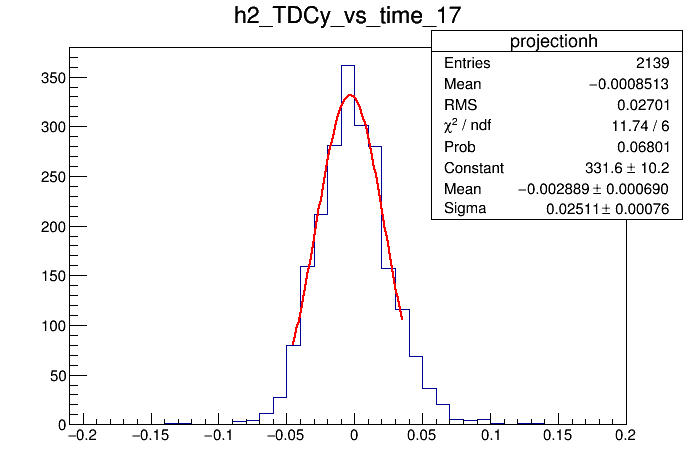 h2_TDCy_vs_time_17
projectionh
Entries 2139
Mean −0.0008513
RMS 0.02701
χ² / ndf 11.74 / 6
Prob 0.06801
Constant 331.6 ± 10.2
Mean −0.002889 ± 0.000690
Sigma 0.02511 ± 0.00076
350
300
250
200
150
100
50
0
−0.2 −0.15 −0.1 −0.05 0 0.05 0.1 0.15 0.2